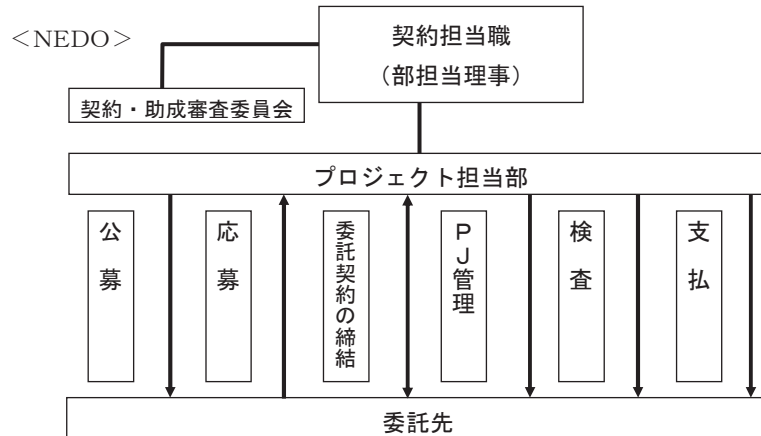 <NEDO>
契約担当職
（部担当理事）
契約・助成審査委員会
プロジェクト担当部
公募
応募
委託契約の締結
ＰＪ管理
検査
支払
委託先